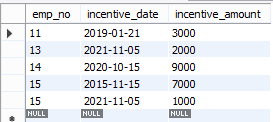 emp_no incentive_date incentive_amount
11 2019-01-21 3000
13 2021-11-05 2000
14 2020-10-15 9000
15 2015-11-15 7000
15 2021-11-05 1000
NULL NULL NULL